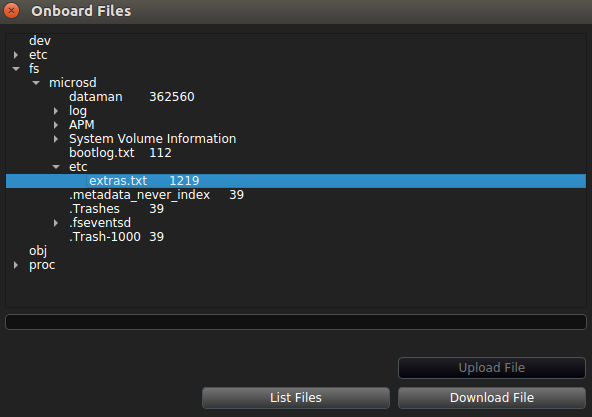 Onboard Files
dev
etc
fs
microsd
dataman 362560
log
APM
System Volume Information
bootlog.txt 112
etc
extras.txt 1219
.metadata_never_index 39
.Trashes 39
.fseventsd
.Trash-1000 39
obj
proc
Upload File
List Files Download File